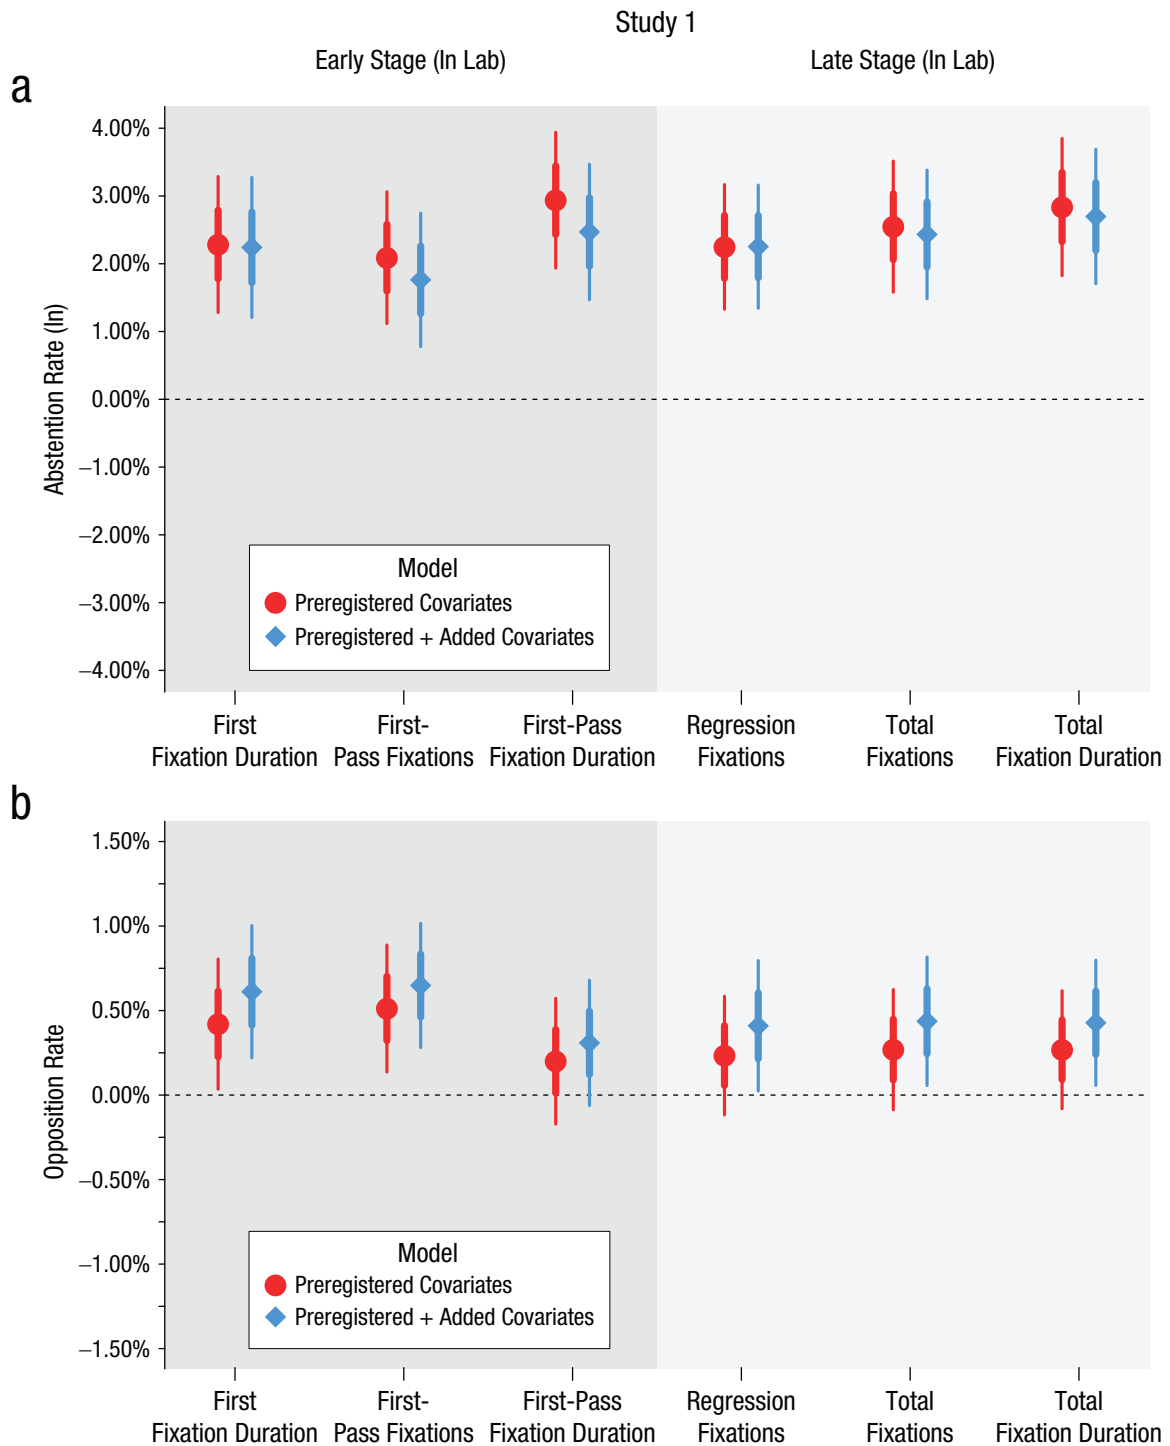 Study 1
Early Stage (In Lab) Late Stage (In Lab)
a
Abstention Rate (ln)
4.00%
3.00%
2.00%
1.00%
0.00%
–1.00%
–2.00%
–3.00%
–4.00%
Model
Preregistered Covariates
Preregistered + Added Covariates
First First- First-Pass Regression Total Total
Fixation Duration Pass Fixations Fixation Duration Fixations Fixations Fixation Duration
b
Opposition Rate
1.50%
1.00%
0.50%
0.00%
–0.50%
–1.00%
–1.50%
Model
Preregistered Covariates
Preregistered + Added Covariates
First First- First-Pass Regression Total Total
Fixation Duration Pass Fixations Fixation Duration Fixations Fixations Fixation Duration